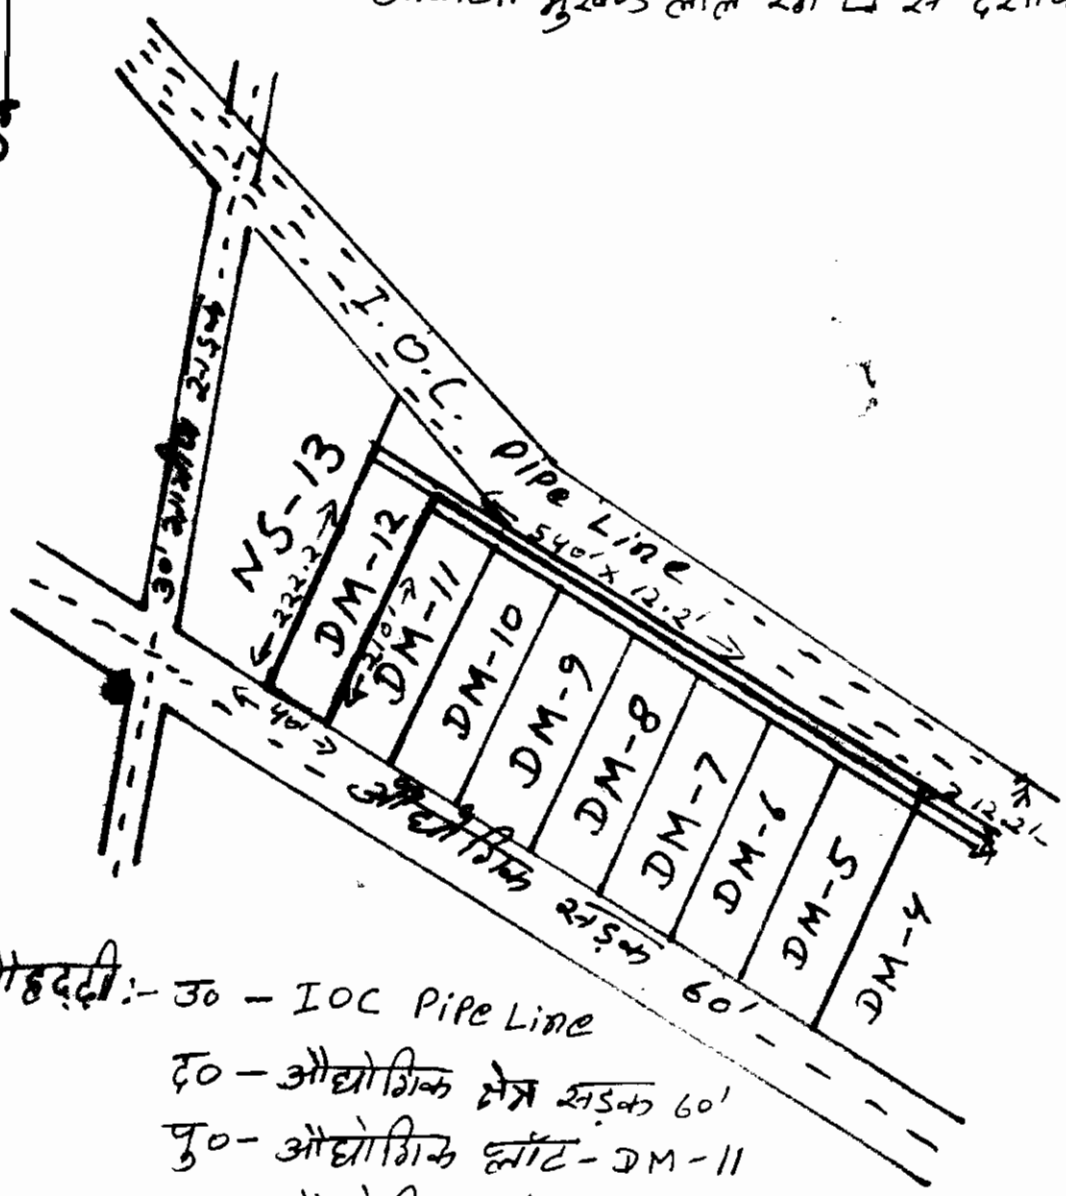 I.O.C. Pipe Line
540' x 12.2'
12.2'
30' सड़क
NS-13
222.2
DM-12
210'
DM-11
DM-10
DM-9
DM-8
DM-7
DM-6
DM-5
DM-4
40'
औद्योगिक सड़क 60'
उ० - IOC Pipe Line
द० - औद्योगिक क्षेत्र सड़क 60'
पु० - औद्योगिक प्लॉट - DM-11